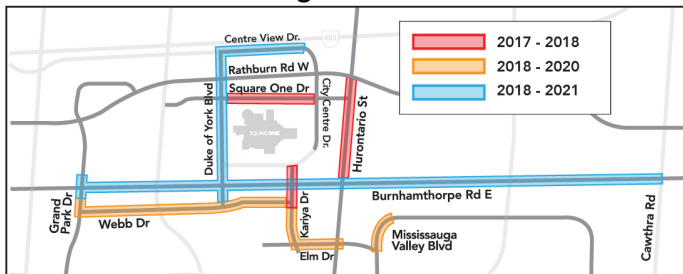 Centre View Dr.
403
Rathburn Rd W
Square One Dr
City Centre Dr.
Duke of York Blvd
SQUARE ONE
Hurontario St
2017 - 2018
2018 - 2020
2018 - 2021
Grand
Park Dr
Webb Dr
Kariya Dr
Elm Dr
Burnhamthorpe Rd E
Mississauga
Valley Blvd
Cawthra Rd